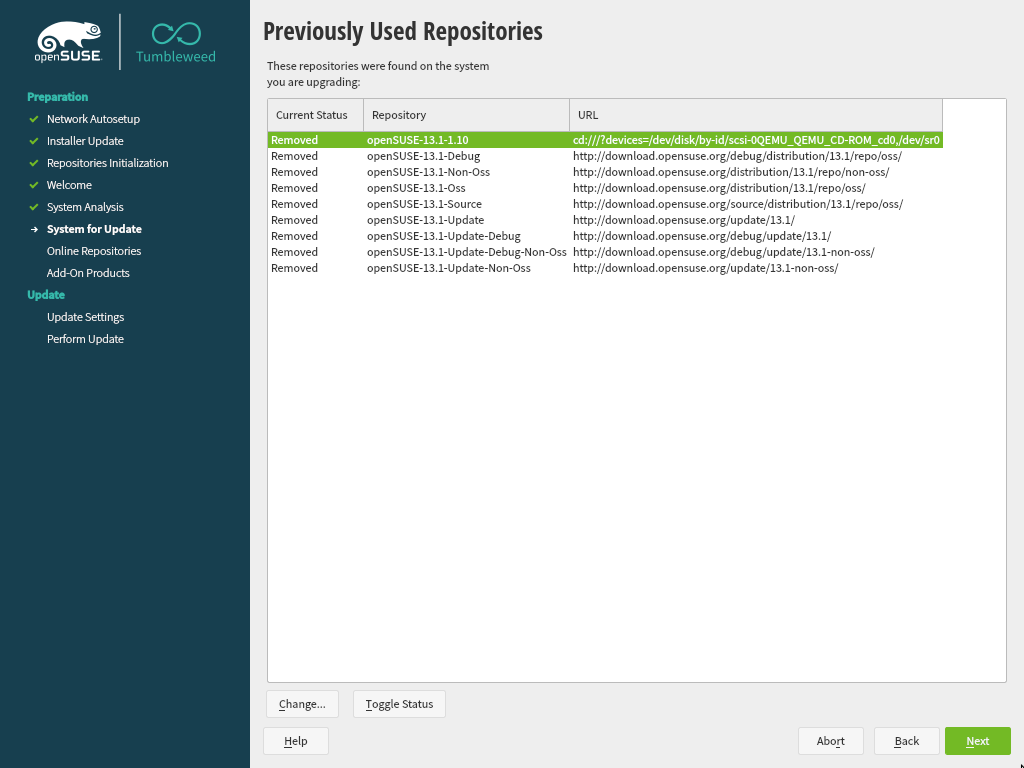 openSUSE
Tumbleweed
Preparation
Network Autosetup
Installer Update
Repositories Initialization
Welcome
System Analysis
System for Update
Online Repositories
Add-On Products
Update
Update Settings
Perform Update
Previously Used Repositories
These repositories were found on the system
you are upgrading:
Current Status Repository URL
Removed openSUSE-13.1-1.10 cd:///?devices=/dev/disk/by-id/scsi-0QEMU_QEMU_CD-ROM_cd0,/dev/sr0
Removed openSUSE-13.1-Debug http://download.opensuse.org/debug/distribution/13.1/repo/oss/
Removed openSUSE-13.1-Non-Oss http://download.opensuse.org/distribution/13.1/repo/non-oss/
Removed openSUSE-13.1-Oss http://download.opensuse.org/distribution/13.1/repo/oss/
Removed openSUSE-13.1-Source http://download.opensuse.org/source/distribution/13.1/repo/oss/
Removed openSUSE-13.1-Update http://download.opensuse.org/update/13.1/
Removed openSUSE-13.1-Update-Debug http://download.opensuse.org/debug/update/13.1/
Removed openSUSE-13.1-Update-Debug-Non-Oss http://download.opensuse.org/debug/update/13.1-non-oss/
Removed openSUSE-13.1-Update-Non-Oss http://download.opensuse.org/update/13.1-non-oss/
Change... Toggle Status
Help Abort Back Next